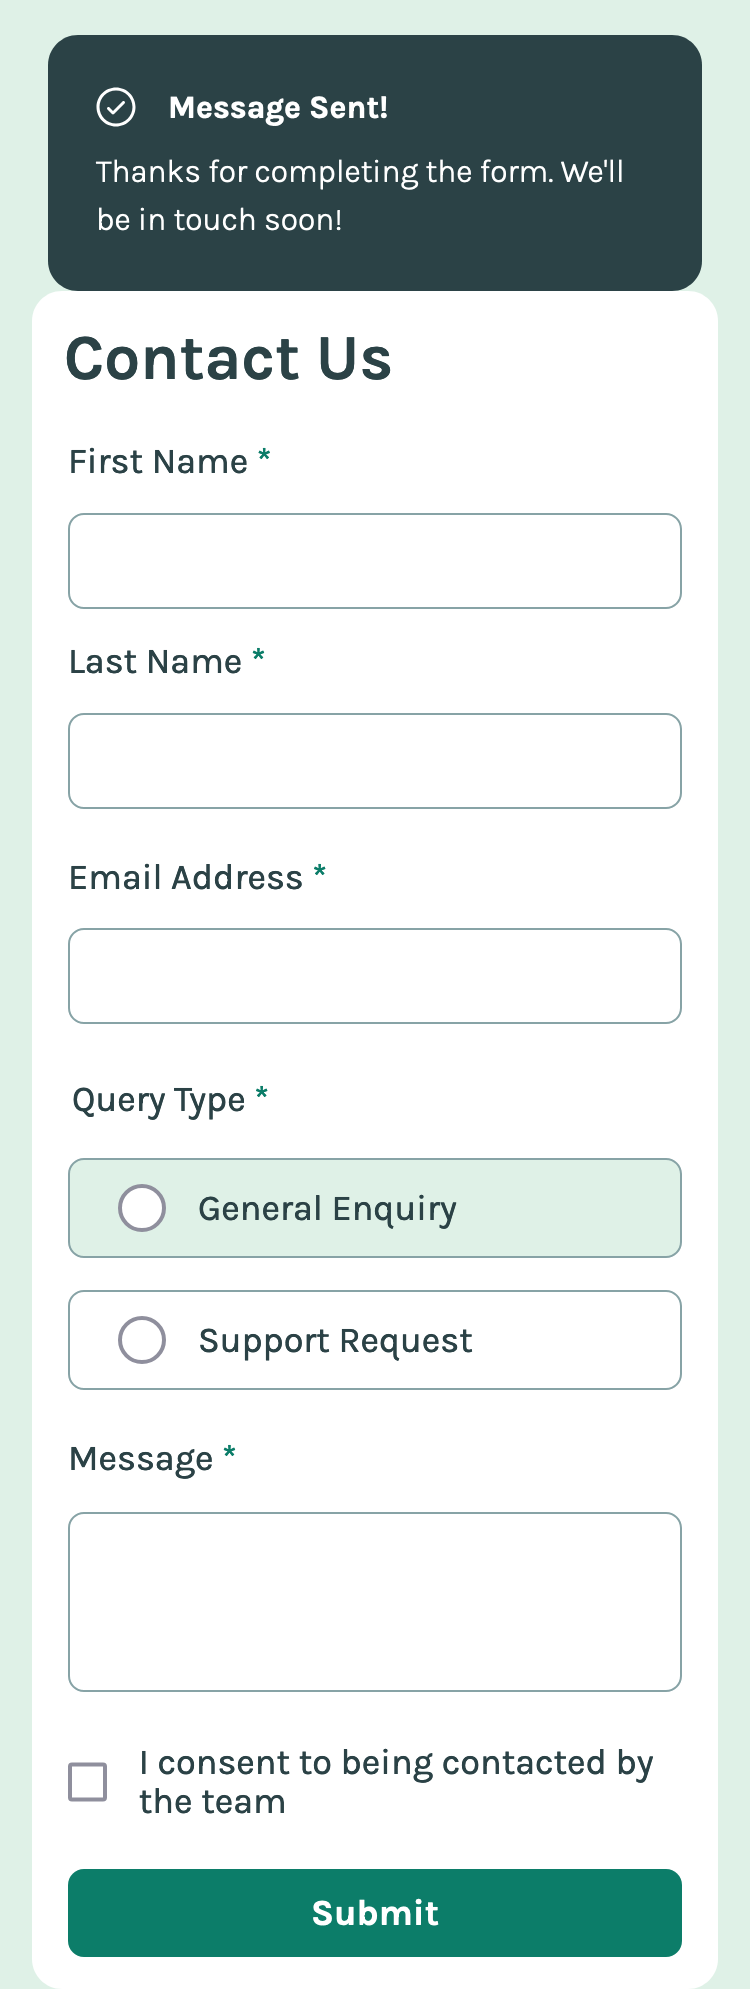 Message Sent!
Thanks for completing the form. We'll
be in touch soon!
Contact Us
First Name *
Last Name *
Email Address *
Query Type *
General Enquiry
Support Request
Message *
I consent to being contacted by
the team
Submit